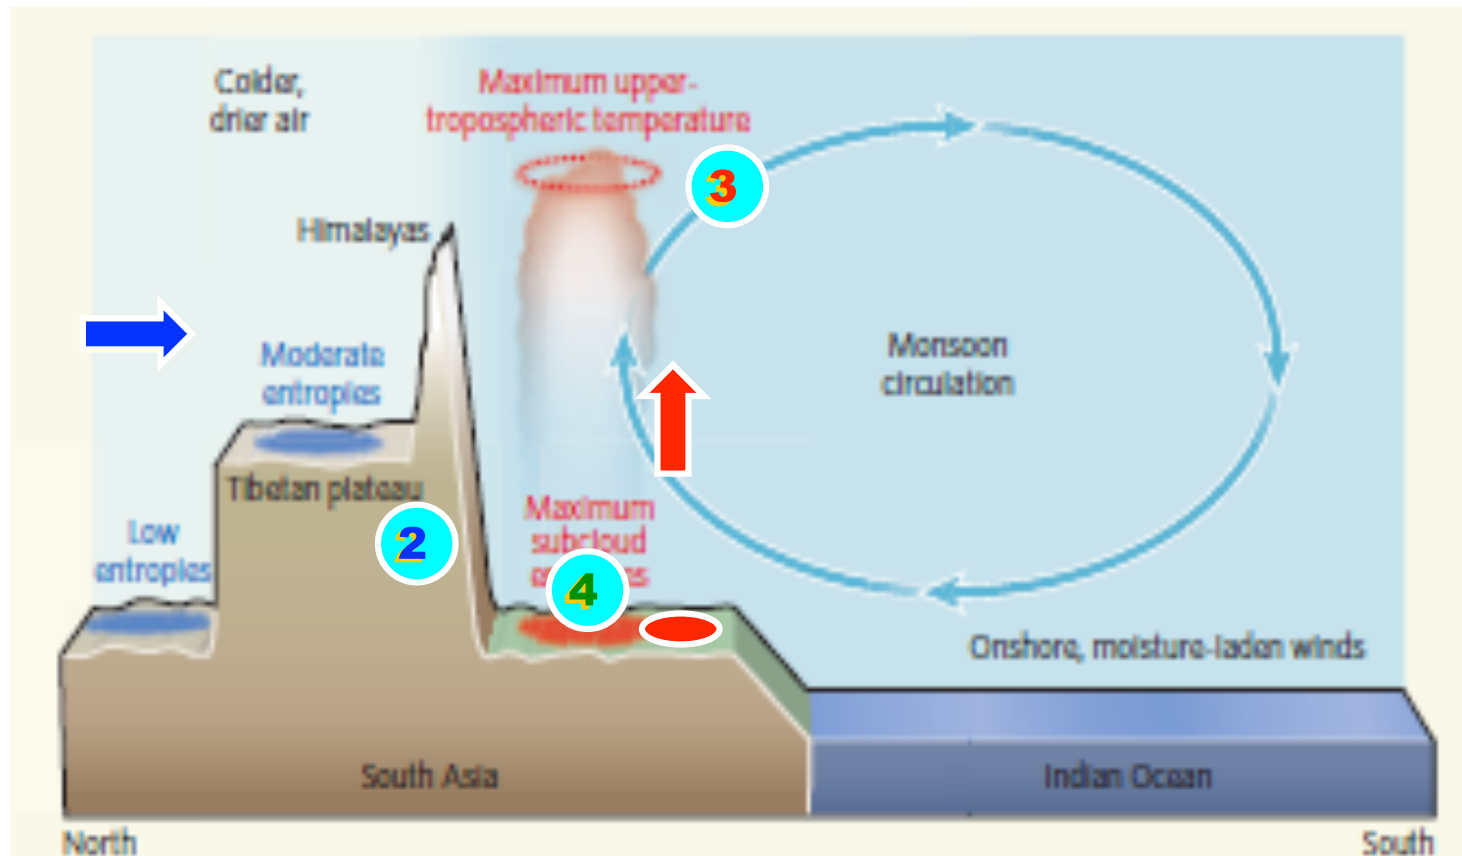 Colder,
drier air
Maximum upper-
tropospheric temperature
3
Himalayas
Moderate
entropies
Monsoon
circulation
Tibetan plateau
2
Low
entropies
Maximum
subcloud
4
Onshore, moisture-laden winds
South Asia
Indian Ocean
North
South